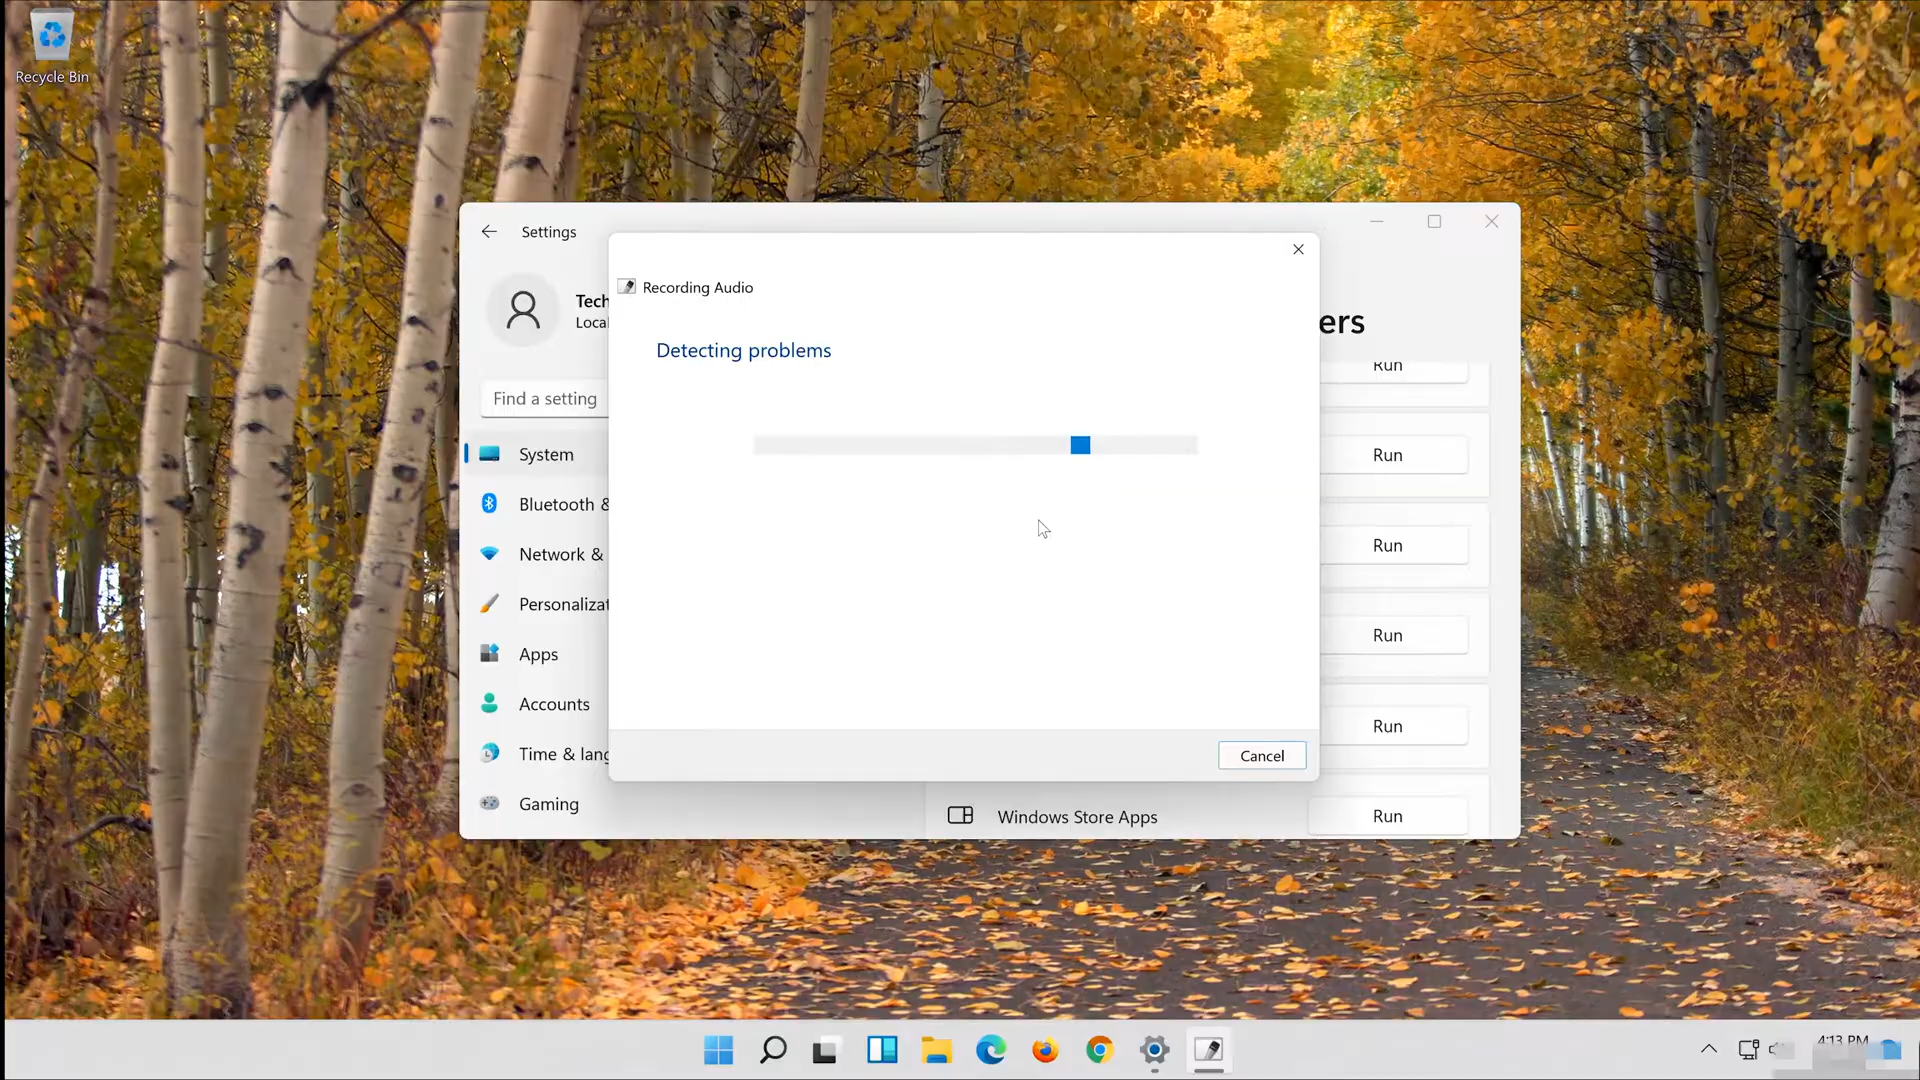 Recycle Bin
Settings
Recording Audio
Tech
Local
ers
Detecting problems
Find a setting
System
Bluetooth &
Network &
Personalizat
Apps
Accounts
Time & lang
Gaming
Run
Run
Run
Run
Run
Cancel
Windows Store Apps
Run
4:13 PM